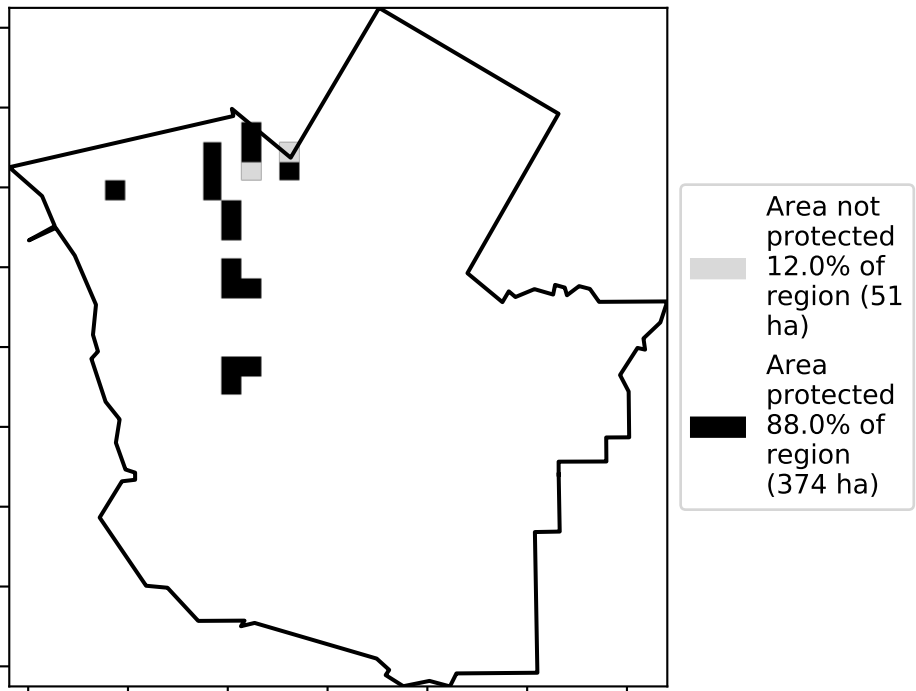 Area not
protected
12.0% of
region (51
ha)
Area
protected
88.0% of
region
(374 ha)